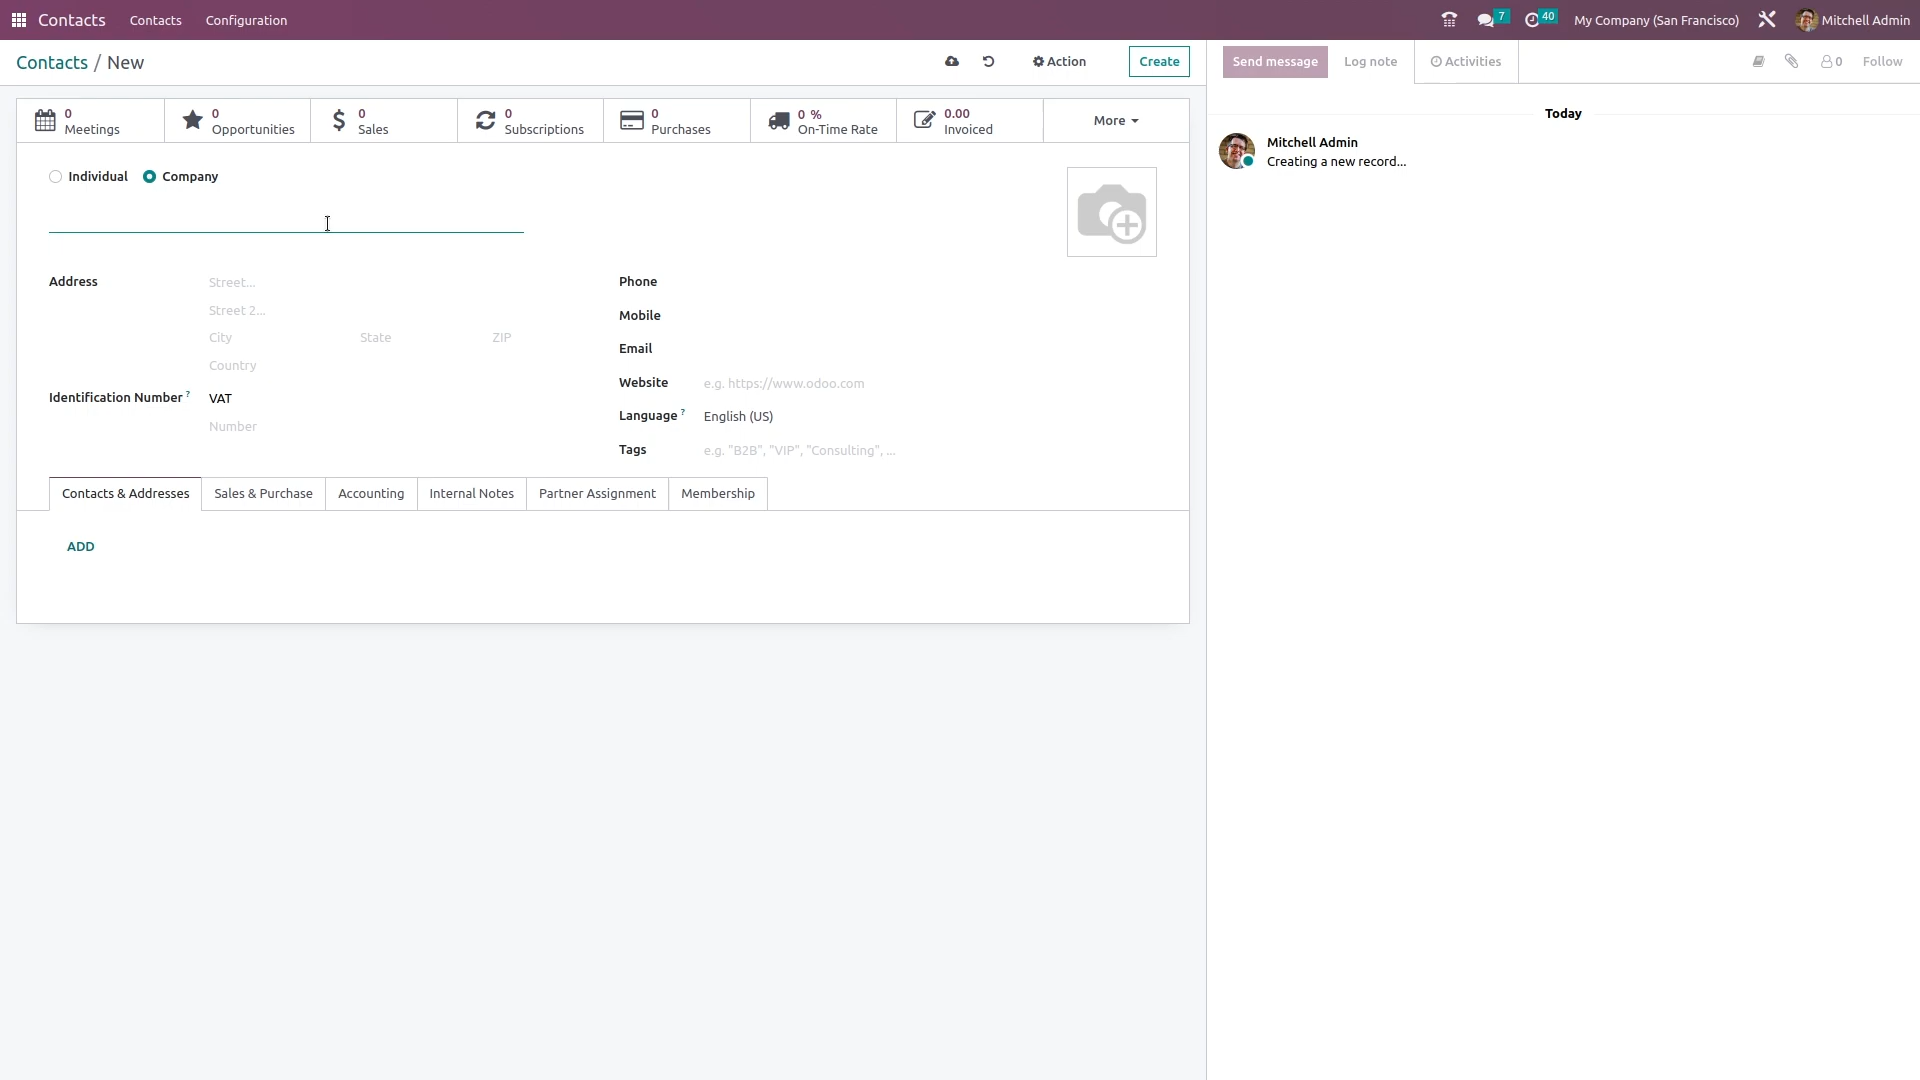 Contacts Contacts Configuration 7 40 My Company (San Francisco) Mitchell Admin
Contacts / New Action Create
Send message Log note Activities 0 Follow
0 Meetings
0 Opportunities
0 Sales
0 Subscriptions
0 Purchases
0 % On-Time Rate
0.00 Invoiced
More
Individual Company
Address Street...
Street 2...
City State ZIP
Country
Identification Number ? VAT
Number
Phone
Mobile
Email
Website e.g. https://www.odoo.com
Language ? English (US)
Tags e.g. "B2B", "VIP", "Consulting", ...
Contacts & Addresses Sales & Purchase Accounting Internal Notes Partner Assignment Membership
ADD
Today
Mitchell Admin
Creating a new record...